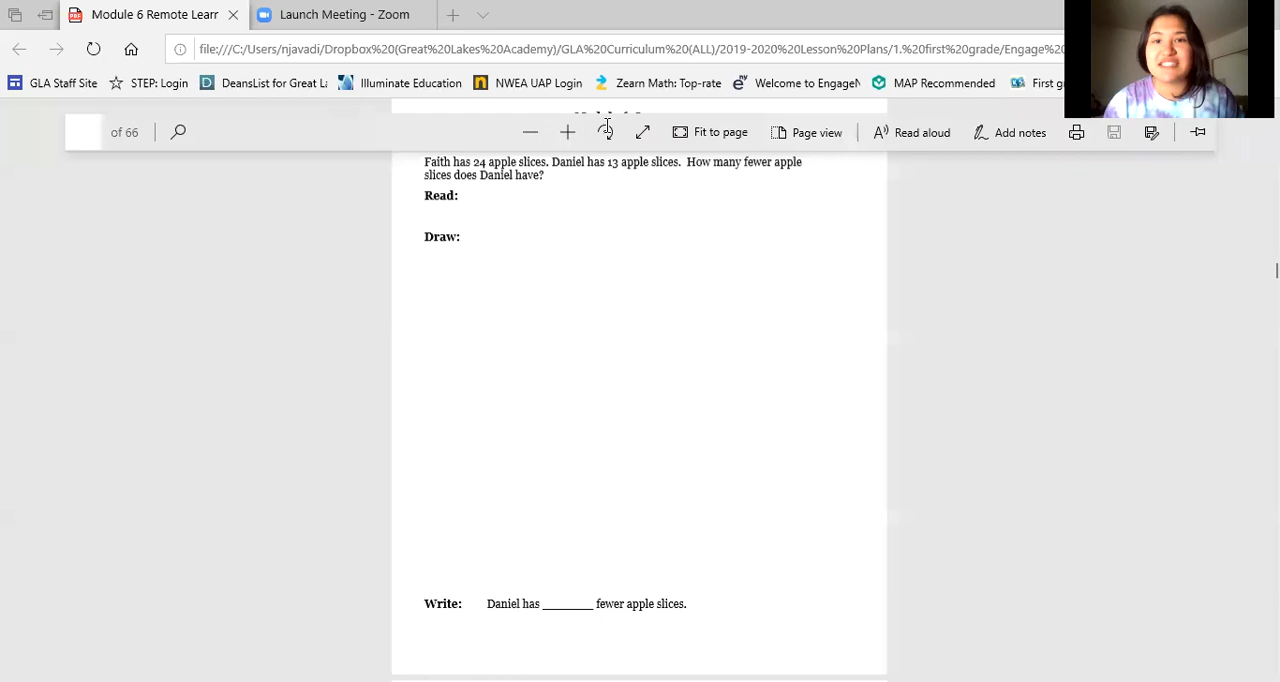 Module 6 Remote Learn
Launch Meeting - Zoom
file:///C:/Users/njavadi/Dropbox%20(Great%20Lakes%20Academy)/GLA%20Curriculum%20(ALL)/2019-2020%20Lesson%20Plans/1.%20first%20grade/Engage%20
GLA Staff Site
STEP: Login
DeansList for Great La
Illuminate Education
NWEA UAP Login
Zearn Math: Top-rate
Welcome to EngageN
MAP Recommended
First g
of 66
Fit to page
Page view
Read aloud
Add notes
Faith has 24 apple slices. Daniel has 13 apple slices. How many fewer apple
slices does Daniel have?
Read:
Draw:
Write: Daniel has ________ fewer apple slices.